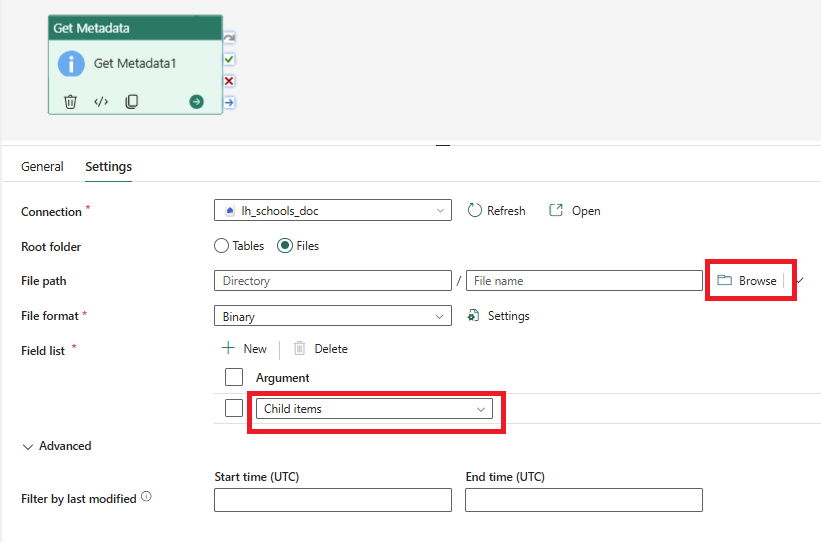 Get Metadata
Get Metadata1
General Settings
Connection * lh_schools_doc Refresh Open
Root folder Tables Files
File path Directory / File name Browse
File format * Binary Settings
Field list * New Delete
Argument
Child items
Advanced
Start time (UTC) End time (UTC)
Filter by last modified